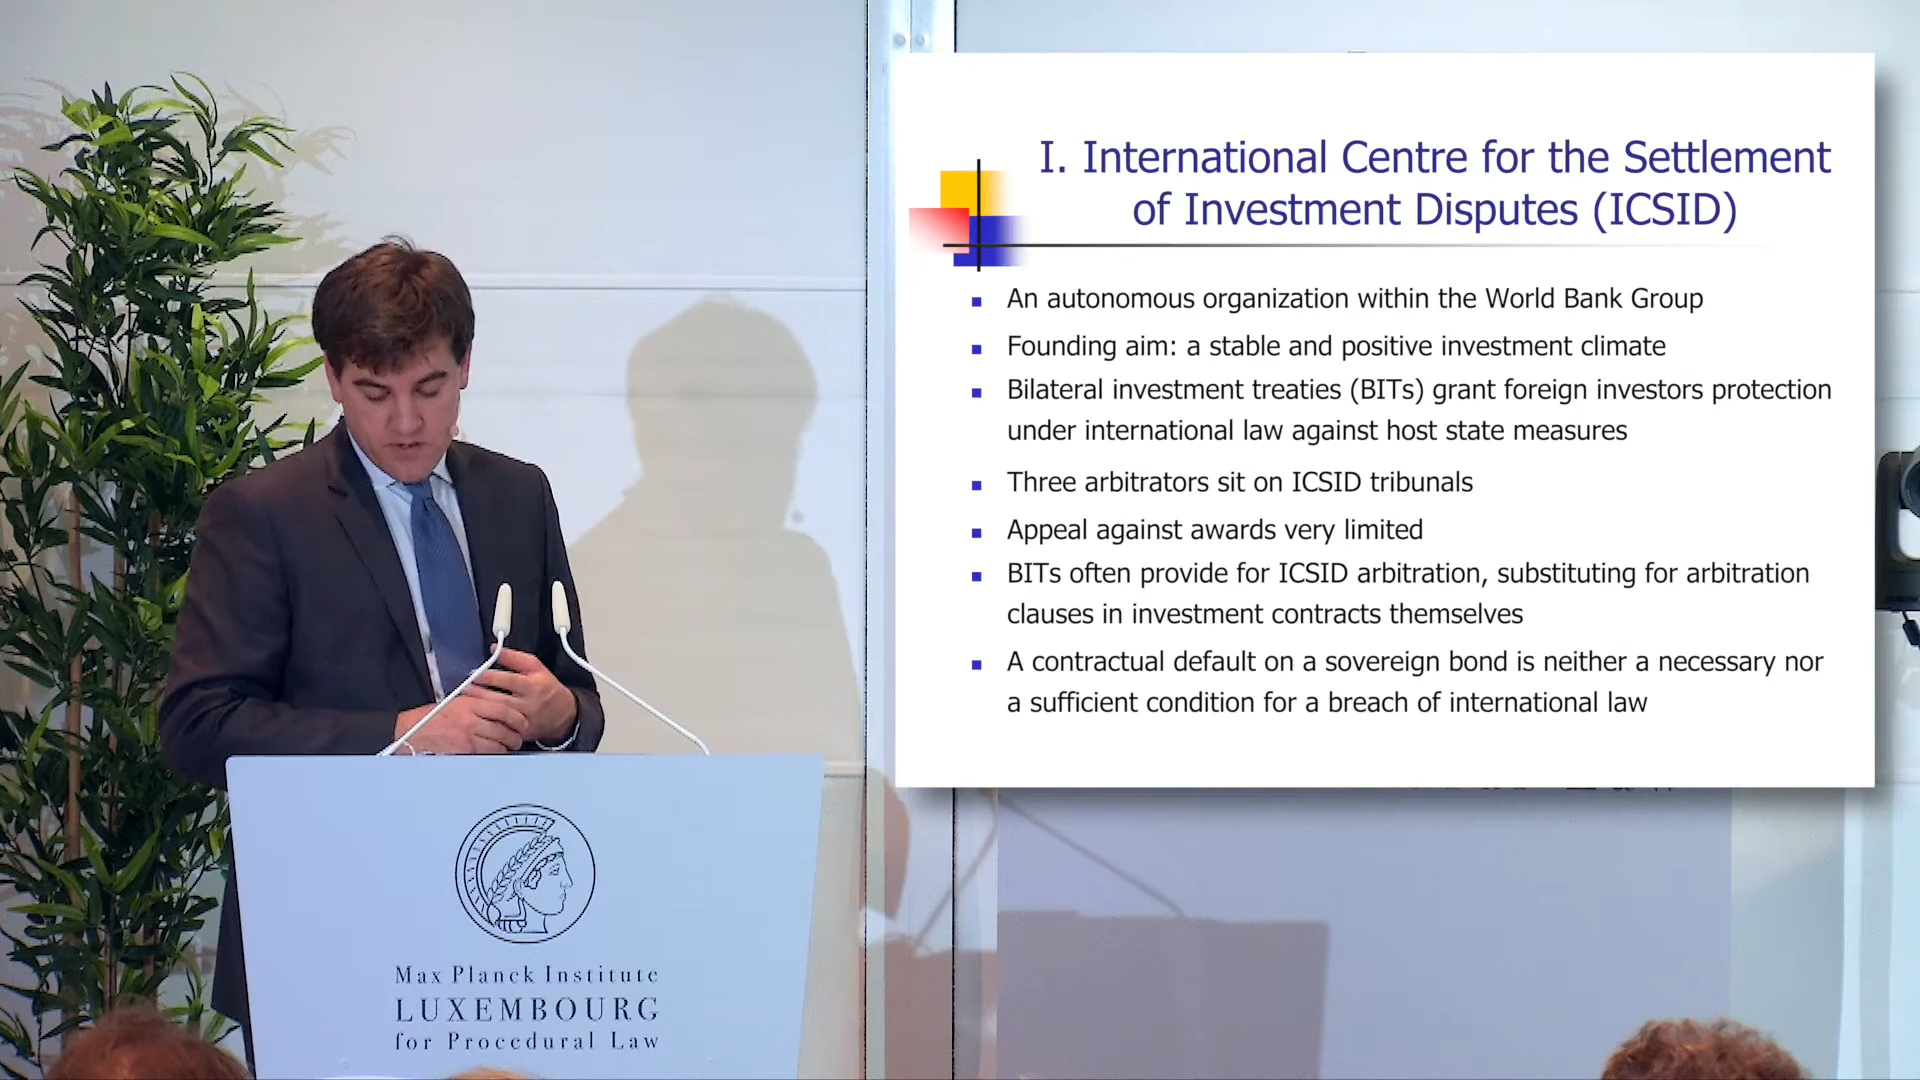 I. International Centre for the Settlement
of Investment Disputes (ICSID)
An autonomous organization within the World Bank Group
Founding aim: a stable and positive investment climate
Bilateral investment treaties (BITs) grant foreign investors protection
under international law against host state measures
Three arbitrators sit on ICSID tribunals
Appeal against awards very limited
BITs often provide for ICSID arbitration, substituting for arbitration
clauses in investment contracts themselves
A contractual default on a sovereign bond is neither a necessary nor
a sufficient condition for a breach of international law
Max Planck Institute
LUXEMBOURG
for Procedural Law